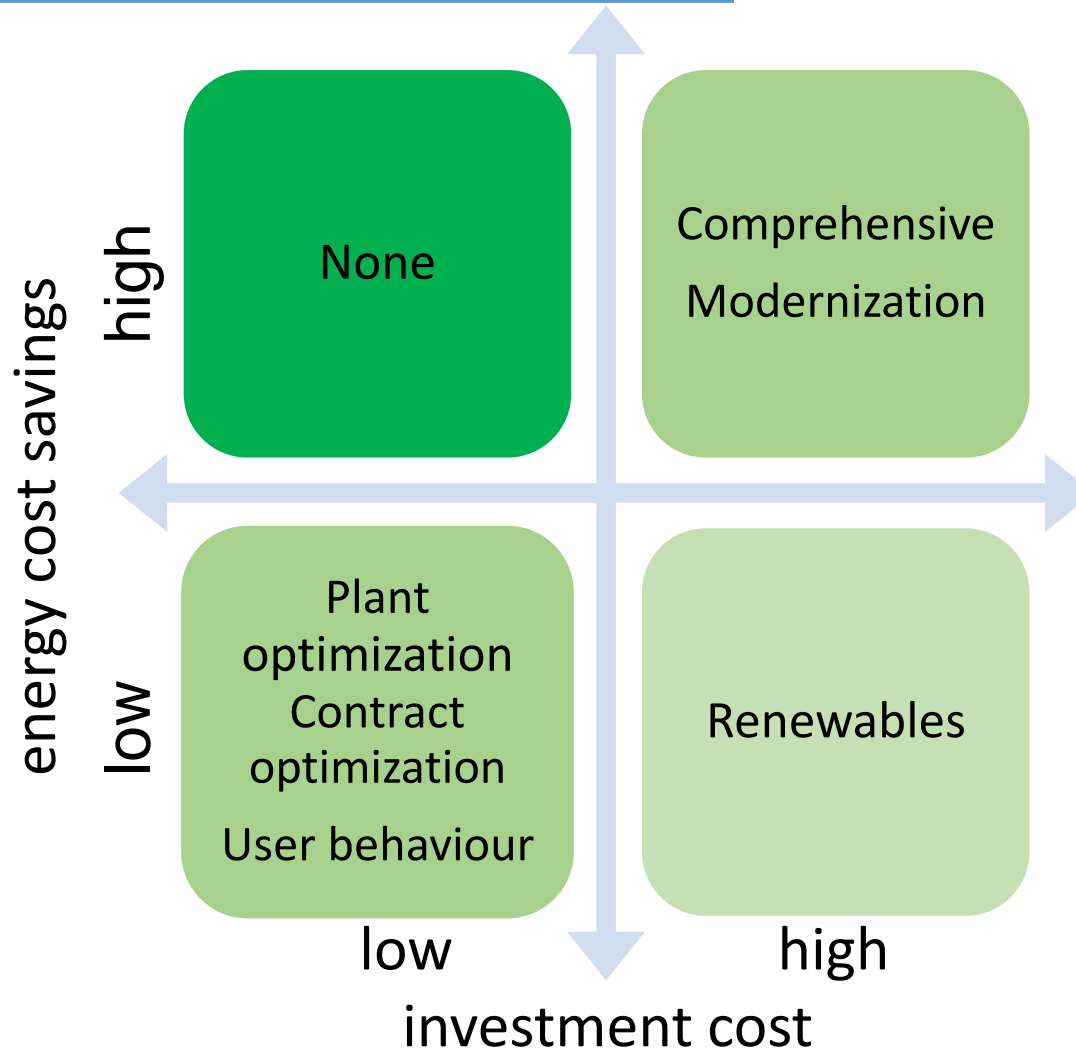 energy cost savings
high
low
None
Comprehensive
Modernization
Plant
optimization
Contract
optimization
User behaviour
Renewables
low
high
investment cost